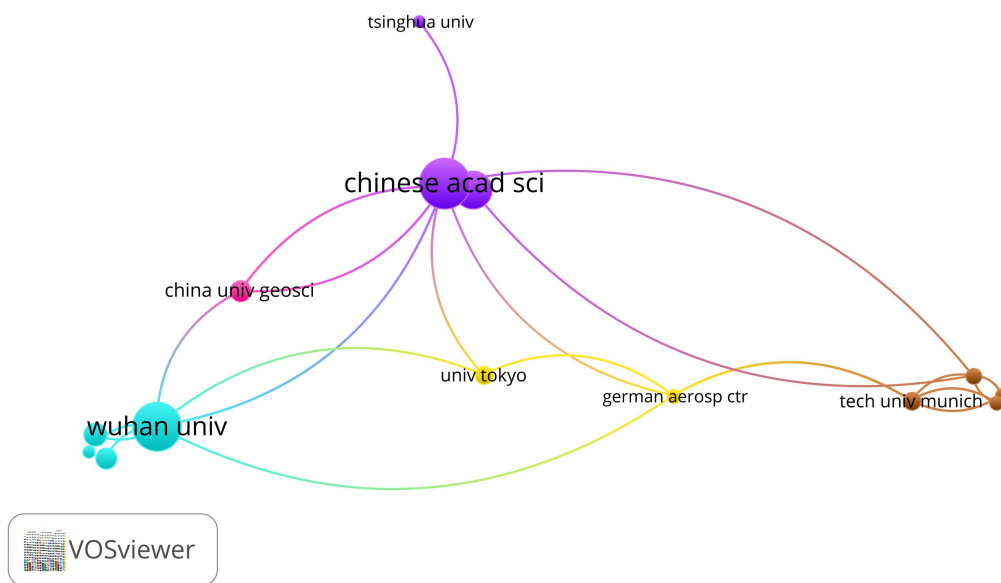 tsinghua univ
chinese acad sci
china univ geosci
univ tokyo
german aerosp ctr
tech univ munich
wuhan univ
VOSviewer